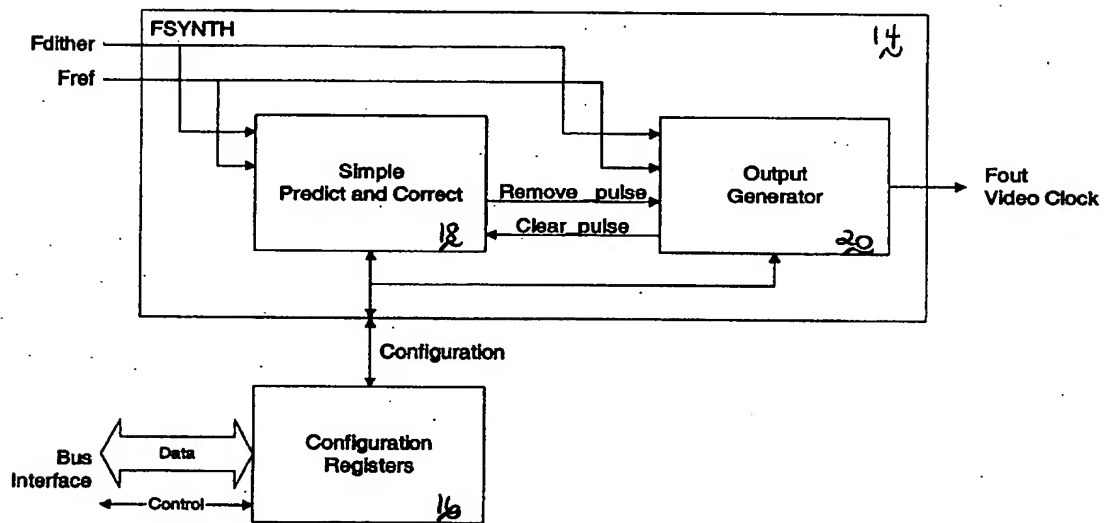 FSYNTH
14
Fdither
Fref
Simple
Predict and Correct
18
Remove_pulse
Clear_pulse
Output
Generator
20
Fout
Video Clock
Configuration
Bus
Interface
Data
Control
Configuration
Registers
16